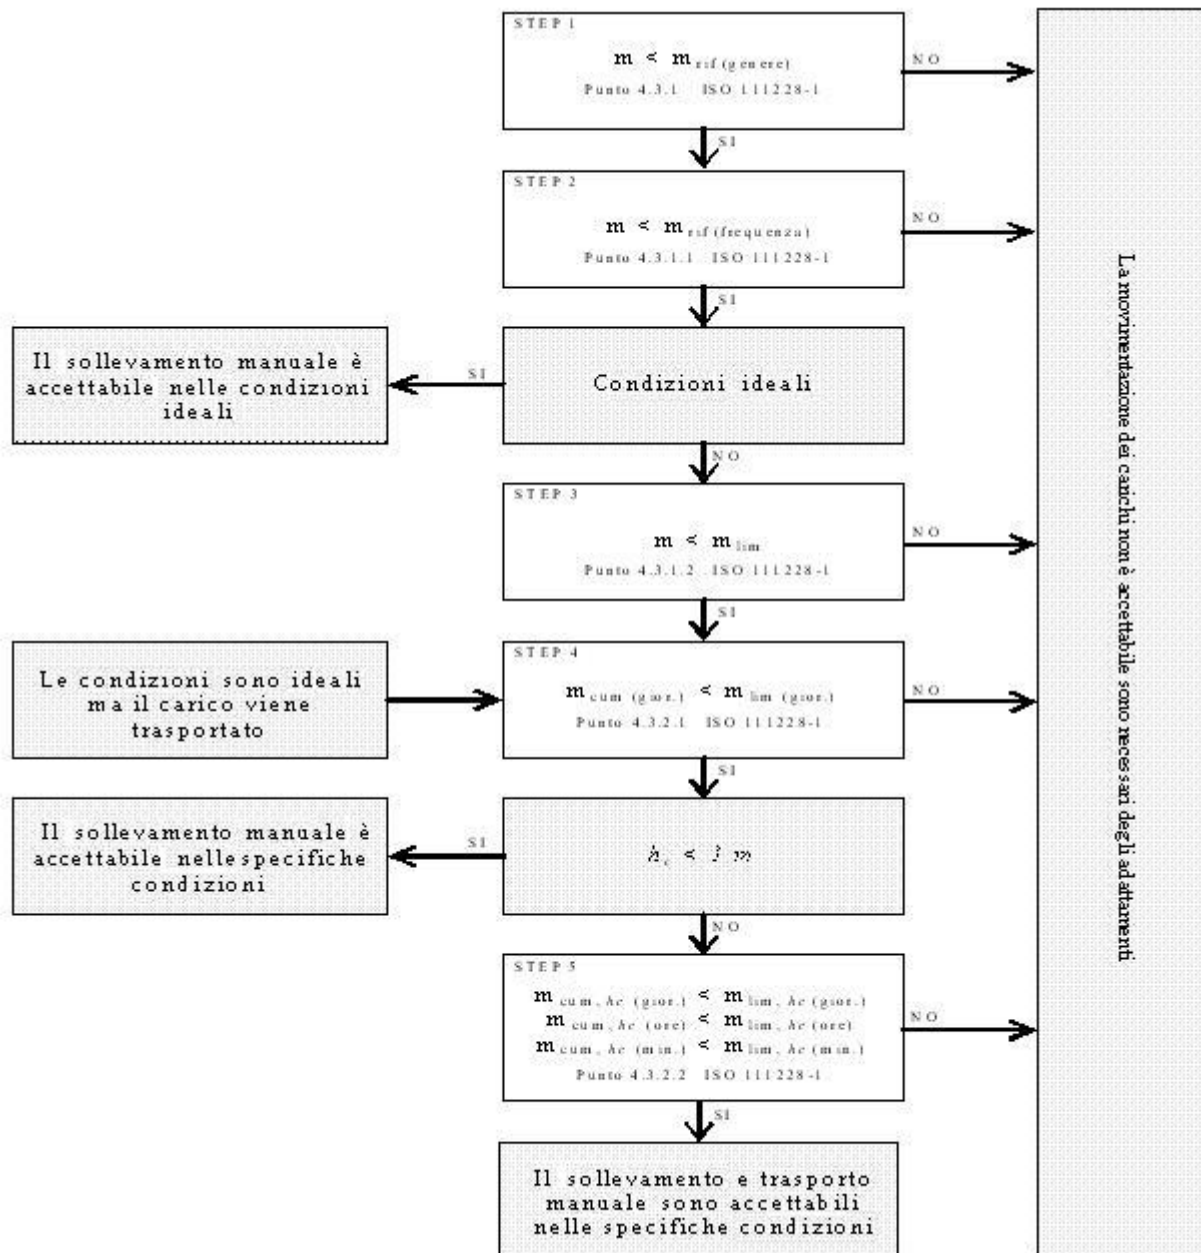 STEP 1
m < m rif (genere)
Punto 4.3.1 ISO 111228-1
NO
SI
STEP 2
m < m rif (frequenza)
Punto 4.3.1.1 ISO 111228-1
NO
SI
Il sollevamento manuale è
accettabile nelle condizioni
ideali
SI
Condizioni ideali
NO
STEP 3
m < m lim
Punto 4.3.1.2 ISO 111228-1
NO
SI
Le condizioni sono ideali
ma il carico viene
trasportato
STEP 4
m cum (gior.) < m lim (gior.)
Punto 4.3.2.1 ISO 111228-1
NO
SI
Il sollevamento manuale è
accettabile nelle specifiche
condizioni
SI
h c < m
NO
STEP 5
m cum, hc (gior.) < m lim, hc (gior.)
m cum, hc (ore) < m lim, hc (ore)
m cum, hc (min.) < m lim, hc (min.)
Punto 4.3.2.2 ISO 111228-1
NO
SI
Il sollevamento e trasporto
manuale sono accettabili
nelle specifiche condizioni
La movimentazione dei carichi non è accettabile sono necessari degli adattamenti